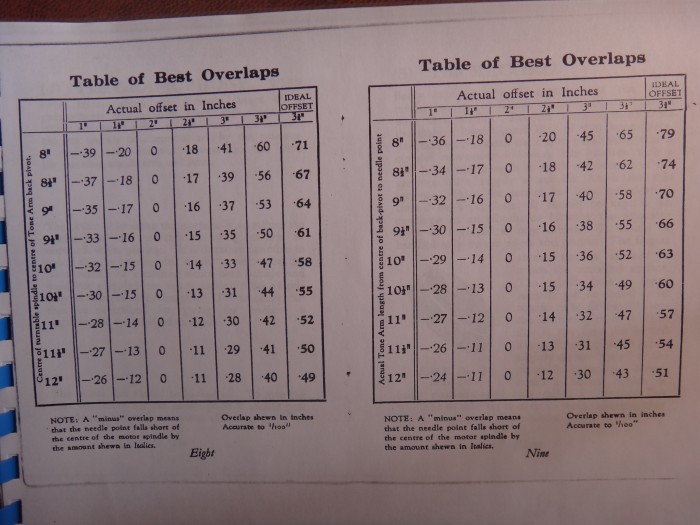 Table of Best Overlaps
Actual offset in Inches IDEAL OFFSET
1" 1½" 2" 2½" 3" 3½" 3¾"
Centre of turntable spindle to centre of Tone Arm back pivot.
8" —·39 —·20 0 ·18 ·41 ·60 ·71
8½" —·37 —·18 0 ·17 ·39 ·56 ·67
9" —·35 —·17 0 ·16 ·37 ·53 ·64
9½" —·33 —·16 0 ·15 ·35 ·50 ·61
10" —·32 —·15 0 ·14 ·33 ·47 ·58
10½" —·30 —·15 0 ·13 ·31 ·44 ·55
11" —·28 —·14 0 ·12 ·30 ·42 ·52
11½" —·27 —·13 0 ·11 ·29 ·41 ·50
12" —·26 —·12 0 ·11 ·28 ·40 ·49
NOTE: A "minus" overlap means
that the needle point falls short of
the centre of the motor spindle by
the amount shewn in Italics.
Overlap shewn in inches
Accurate to 1/100"
Eight
Table of Best Overlaps
Actual offset in Inches IDEAL OFFSET
1" 1½" 2" 2½" 3" 3½" 3¾"
Actual Tone Arm length from centre of back-pivot to needle point
8" —·36 —·18 0 ·20 ·45 ·65 ·79
8½" —·34 —·17 0 ·18 ·42 ·62 ·74
9" —·32 —·16 0 ·17 ·40 ·58 ·70
9½" —·30 —·15 0 ·16 ·38 ·55 ·66
10" —·29 —·14 0 ·15 ·36 ·52 ·63
10½" —·28 —·13 0 ·15 ·34 ·49 ·60
11" —·27 —·12 0 ·14 ·32 ·47 ·57
11½" —·26 —·11 0 ·13 ·31 ·45 ·54
12" —·24 —·11 0 ·12 ·30 ·43 ·51
NOTE: A "minus" overlap means
that the needle point falls short of
the centre of the motor spindle by
the amount shewn in Italics.
Overlap shewn in inches
Accurate to 1/100"
Nine